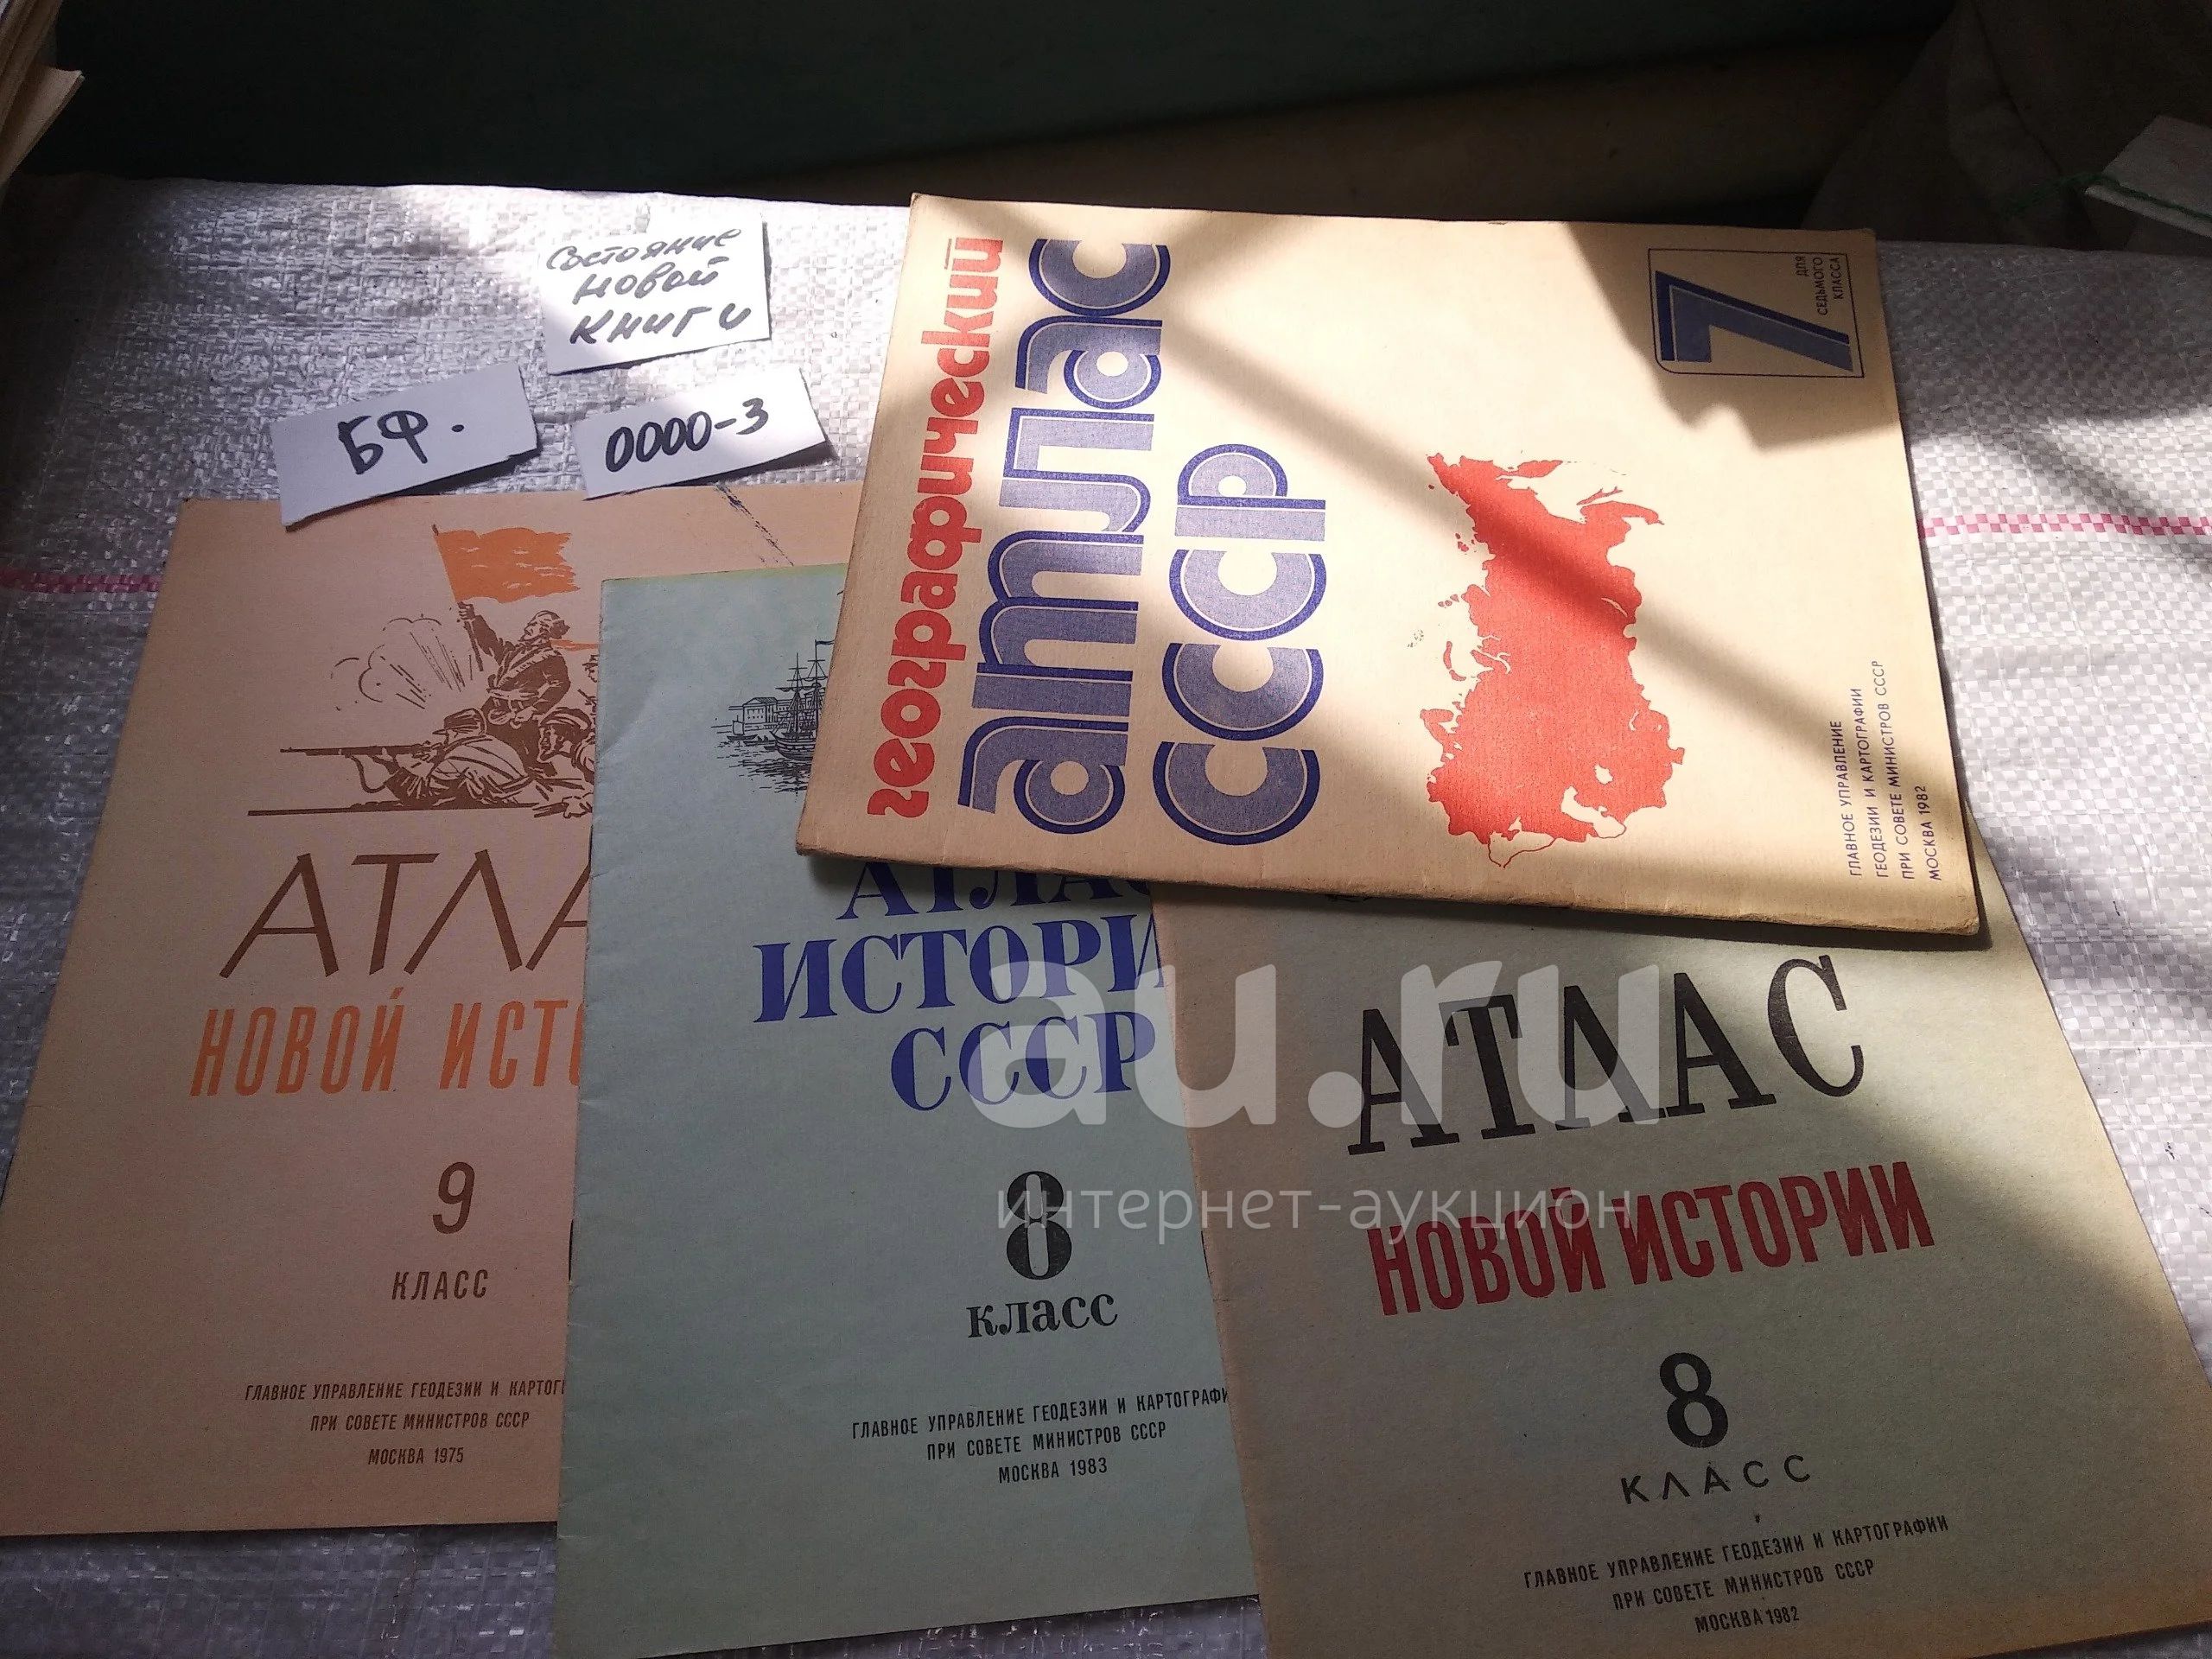 Состояние
новой
книги
БФ.
0000-3
географический
атлас
ссср
7
для
седьмого
класса
ГЛАВНОЕ УПРАВЛЕНИЕ
ГЕОДЕЗИИ И КАРТОГРАФИИ
ПРИ СОВЕТЕ МИНИСТРОВ СССР
МОСКВА 1982
АТЛА
НОВОЙ ИСТО
9
КЛАСС
ГЛАВНОЕ УПРАВЛЕНИЕ ГЕОДЕЗИИ И КАРТОГ
ПРИ СОВЕТЕ МИНИСТРОВ СССР
МОСКВА 1975
АТЛАС
ИСТОРИ
СССР
8
класс
ГЛАВНОЕ УПРАВЛЕНИЕ ГЕОДЕЗИИ И КАРТОГРАФИ
ПРИ СОВЕТЕ МИНИСТРОВ СССР
МОСКВА 1983
АТЛАС
НОВОЙ ИСТОРИИ
8
КЛАСС
ГЛАВНОЕ УПРАВЛЕНИЕ ГЕОДЕЗИИ И КАРТОГРАФИИ
ПРИ СОВЕТЕ МИНИСТРОВ СССР
МОСКВА 1982
au.ru
интернет-аукцион